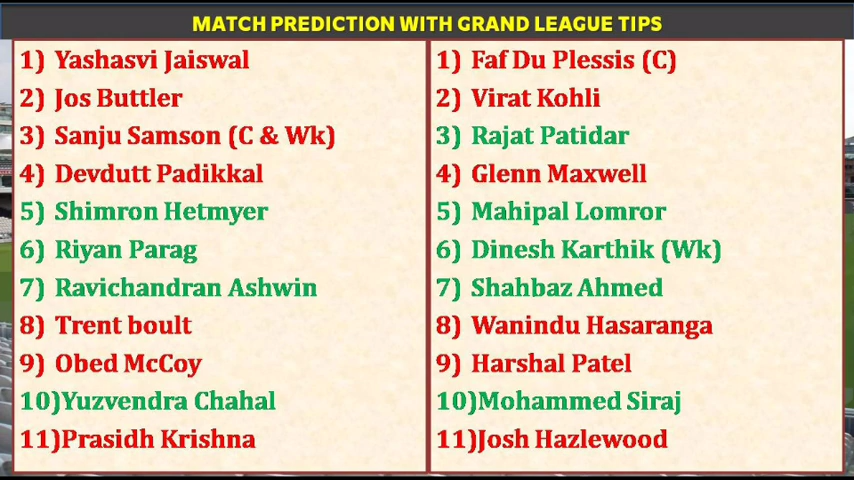 MATCH PREDICTION WITH GRAND LEAGUE TIPS
1) Yashasvi Jaiswal
2) Jos Buttler
3) Sanju Samson (C & Wk)
4) Devdutt Padikkal
5) Shimron Hetmyer
6) Riyan Parag
7) Ravichandran Ashwin
8) Trent boult
9) Obed McCoy
10)Yuzvendra Chahal
11)Prasidh Krishna
1) Faf Du Plessis (C)
2) Virat Kohli
3) Rajat Patidar
4) Glenn Maxwell
5) Mahipal Lomror
6) Dinesh Karthik (Wk)
7) Shahbaz Ahmed
8) Wanindu Hasaranga
9) Harshal Patel
10)Mohammed Siraj
11)Josh Hazlewood